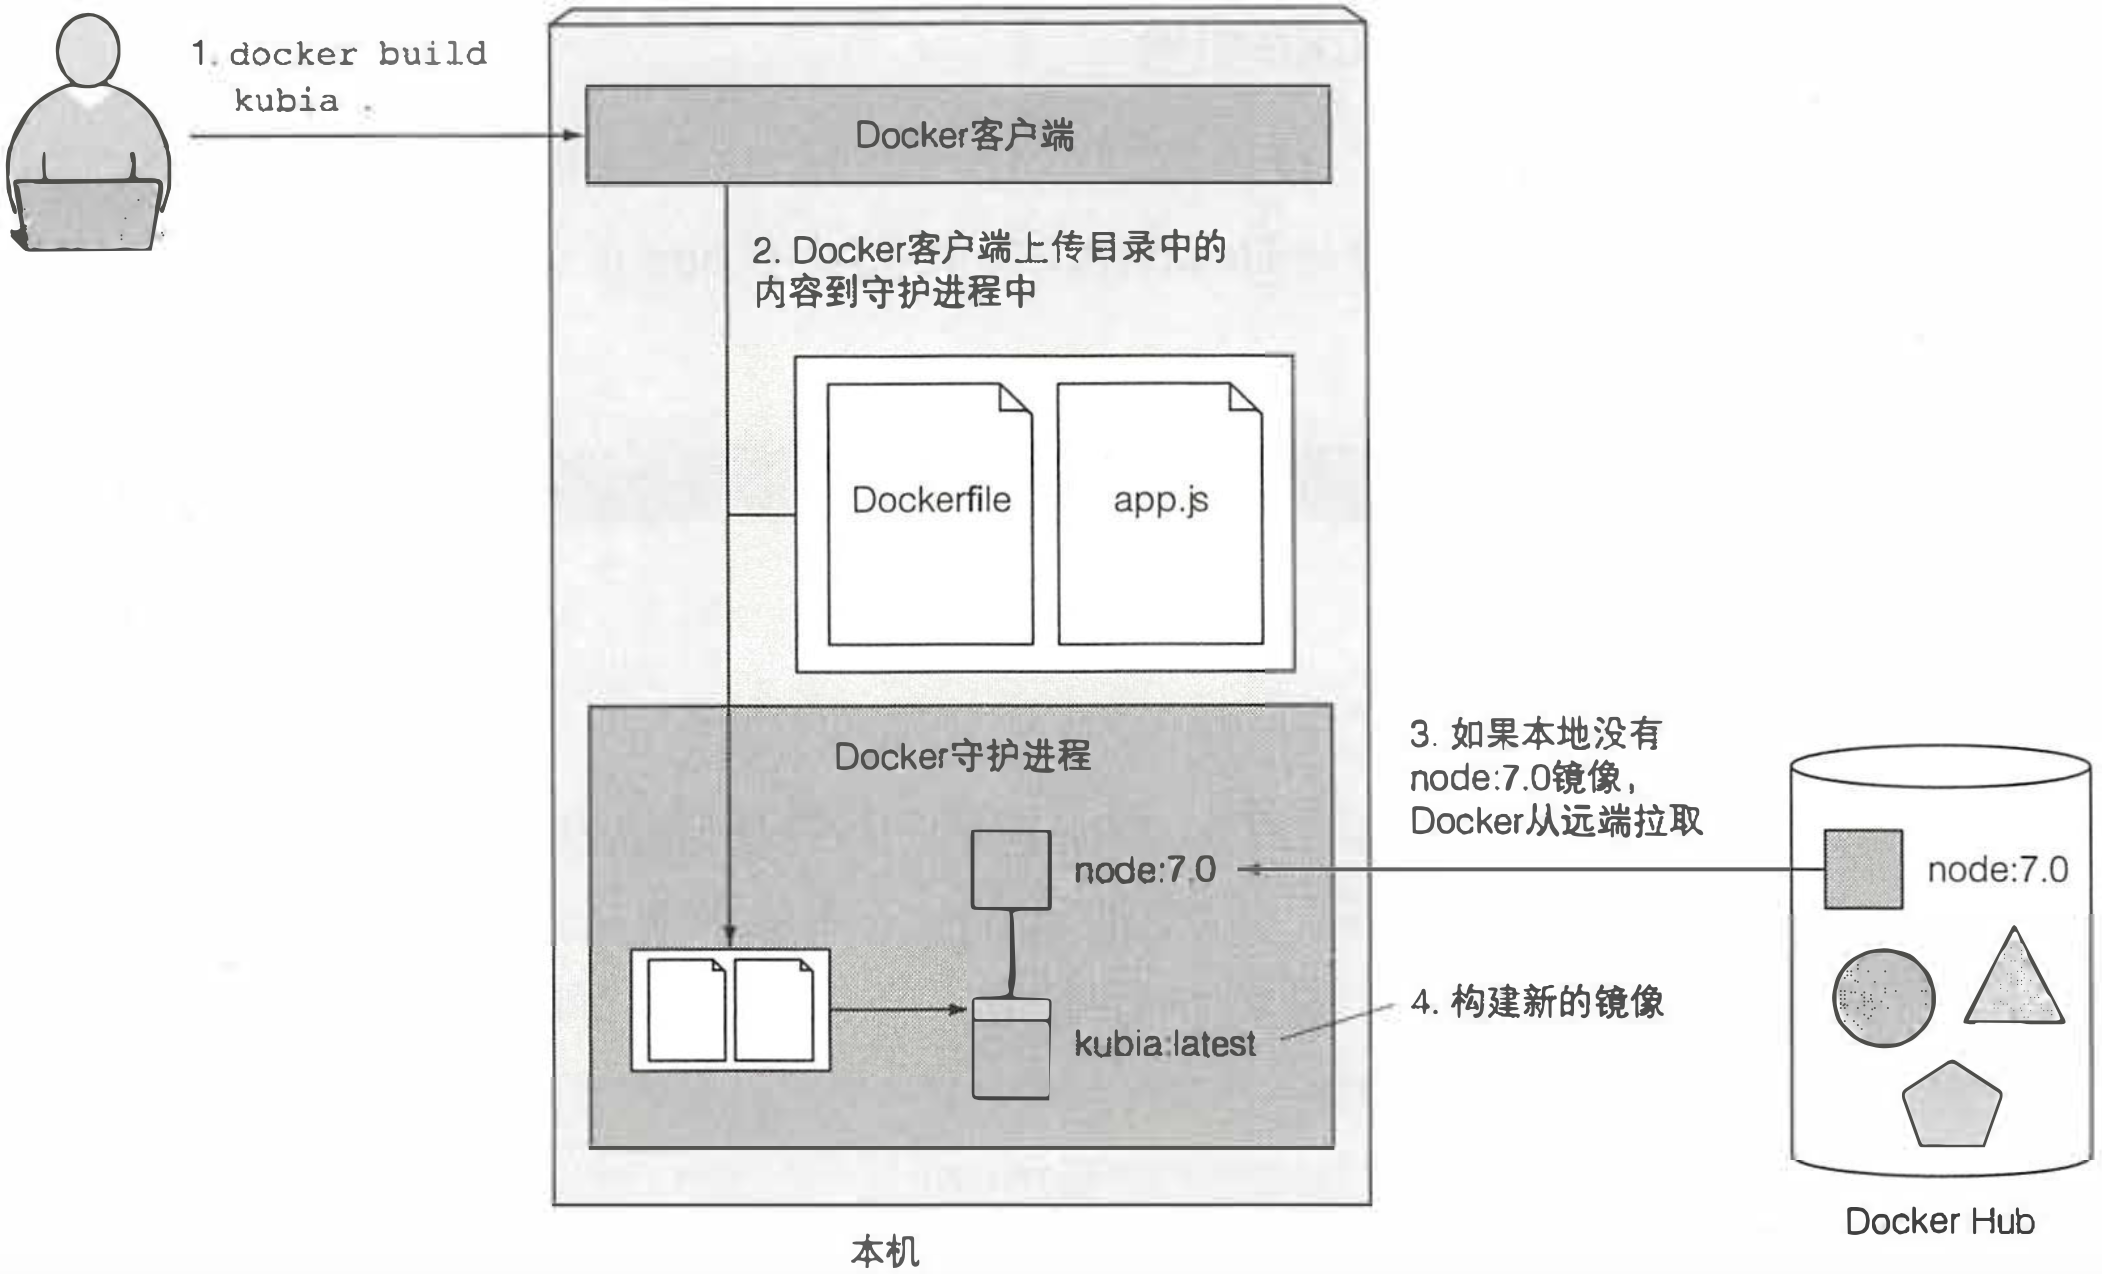 1. docker build
kubia .
Docker客户端
2. Docker客户端上传目录中的
内容到守护进程中
Dockerfile
app.js
Docker守护进程
3. 如果本地没有
node:7.0镜像，
Docker从远端拉取
node:7.0
node:7.0
4. 构建新的镜像
kubia:latest
Docker Hub
本机